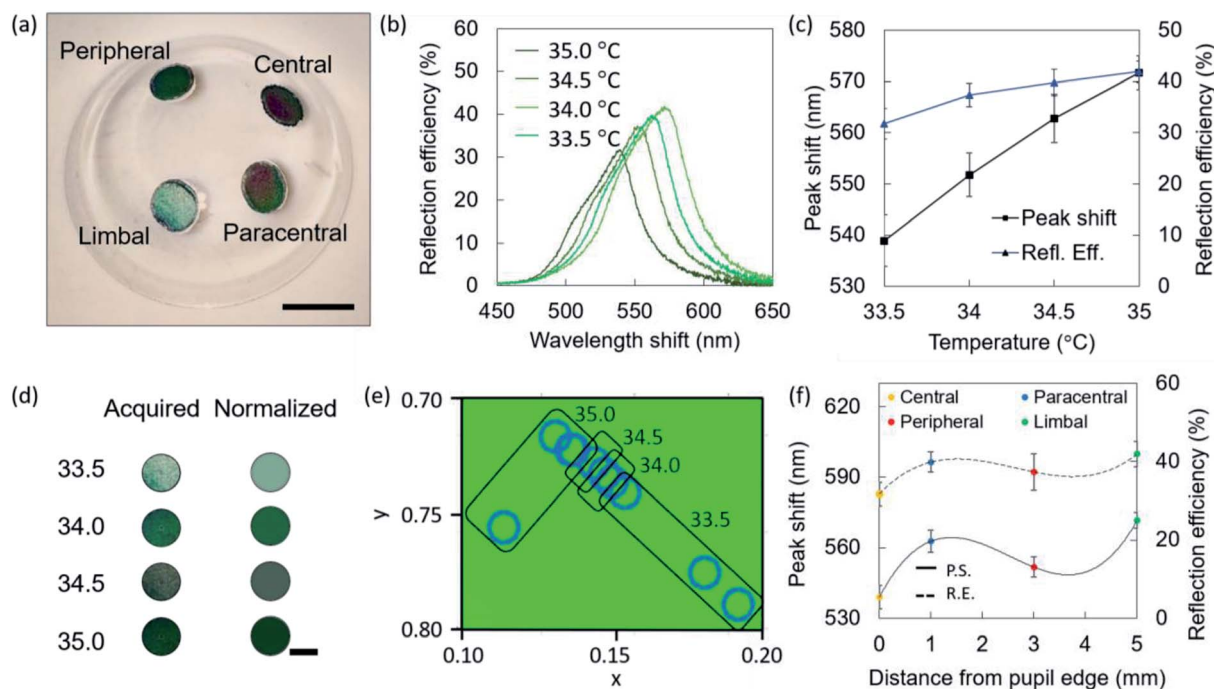 (a)
Peripheral
Central
Limbal
Paracentral
(b)
Reflection efficiency (%)
60
50
40
30
20
10
0
35.0 °C
34.5 °C
34.0 °C
33.5 °C
450 500 550 600 650
Wavelength shift (nm)
(c)
Peak shift (nm)
580
570
560
550
540
530
Peak shift
Refl. Eff.
50
40
30
20
10
0
Reflection efficiency (%)
33.5 34 34.5 35
Temperature (°C)
(d)
Acquired Normalized
33.5
34.0
34.5
35.0
(e)
y
0.70
0.75
0.80
35.0
34.5
34.0
33.5
0.10 0.15 0.20
x
(f)
Peak shift (nm)
620
590
560
530
Central Paracentral
Peripheral Limbal
P.S.
R.E.
60
40
20
0
Reflection efficiency (%)
0 1 2 3 4 5
Distance from pupil edge (mm)